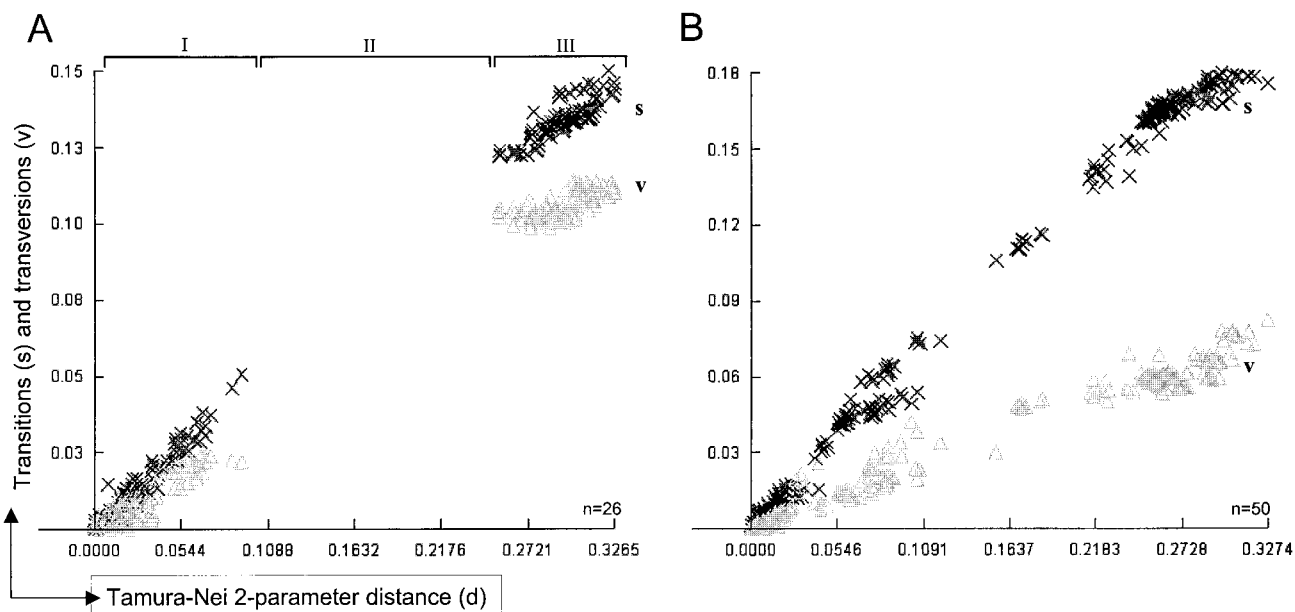 A
I II III
0.15
0.13
0.10
0.08
0.05
0.03
s
v
n=26
0.0000 0.0544 0.1098 0.1632 0.2176 0.2721 0.3265
B
0.18
0.15
0.12
0.09
0.06
0.03
s
v
n=50
0.0000 0.0546 0.1091 0.1637 0.2183 0.2728 0.3274
Transitions (s) and transversions (v)
Tamura-Nei 2-parameter distance (d)